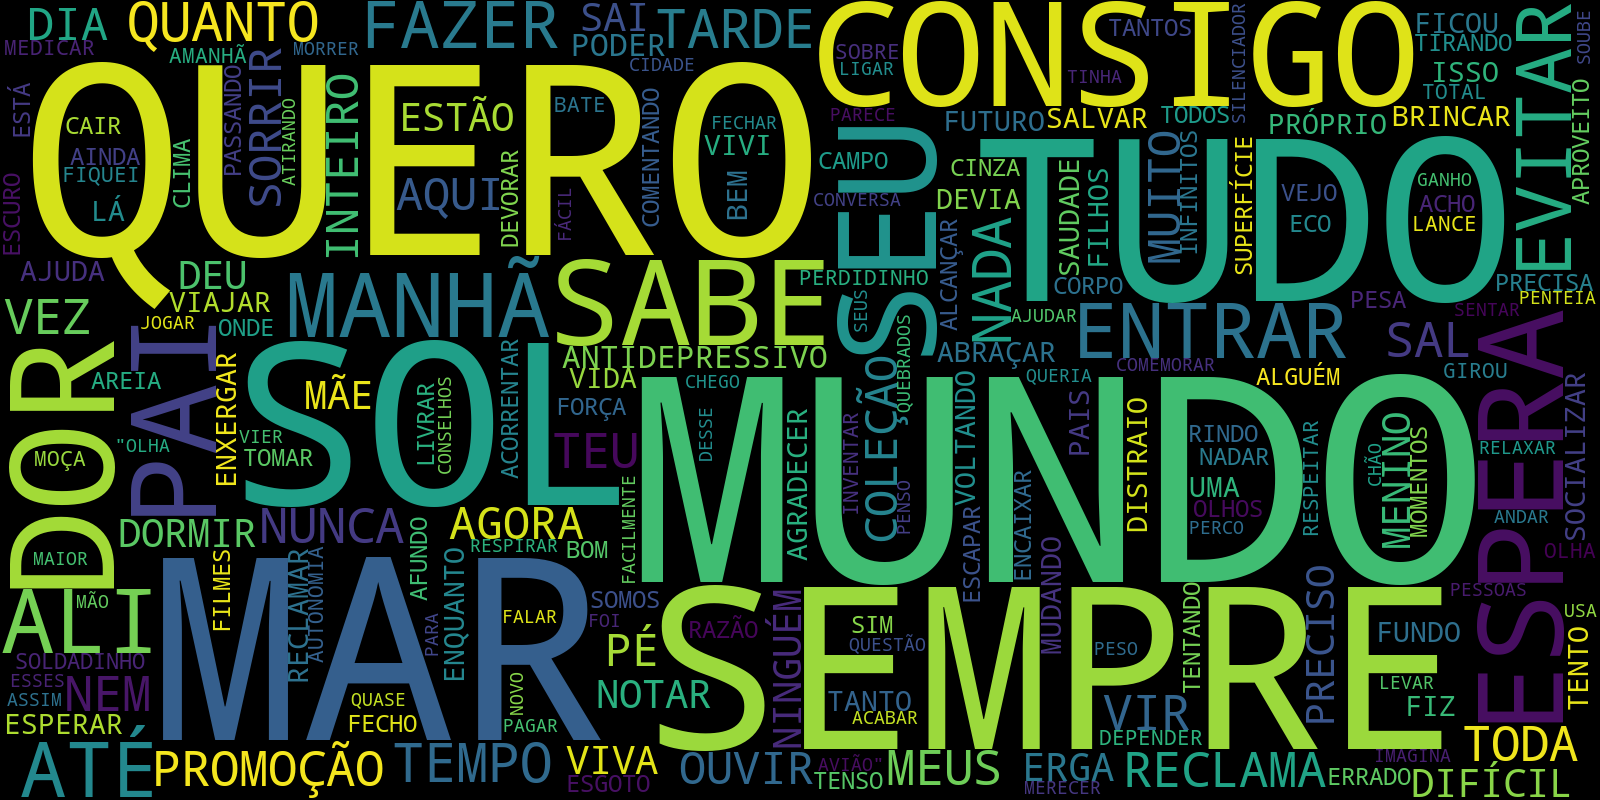 DIA
QUANTO
FAZER
SAI
TARDE
CONSIGO
TANTOS
SILENCIADOR
FICOU
EVITAR
SOUBE
MEDICAR
AMANHÃ
MORRER
PODER
CIDADE
SOBRE
LIGAR
TINHA
TIRANDO
ISSO
TOTAL
ESTÁ
QUERO
CAIR
AINDA
FIQUEI
LÁ
CLIMA
PASSANDO
SORRIR
ATIRANDO
INTEIRO
ESTÃO
AQUI
DEVORAR
BATE
FÁCIL
COMENTANDO
FECHAR
VIVI
BEM
PARECE
CAMPO
CONVERSA
SEU
FUTURO
SALVAR
TODOS
PRÓPRIO
BRINCAR
APROVEITO
CINZA
DEVIA
TUDO
SAUDADE
FILHOS
MUITO
INFINITOS
SUPERFÍCIE
VEJO
ECO
GANHO
ACHO
LANCE
ESCURO
AJUDA
DEU
VIAJAR
JOGAR
ONDE
MANHÃ
SABE
PERDIDINHO
SEUS
ALCANÇAR
NADA
CORPO
AJUDAR
ENTRAR
PESA
PRECISA
PENTEIA
SENTAR
VEZ
DOR
PAI
AREIA
ENXERGAR
SOL
MÃE
LIVRAR
CONSELHOS
ACORRENTAR
ANTIDEPRESSIVO
VIDA
CHEGO
FORÇA
DESSE
QUEBRADOS
ABRAÇAR
QUERIA
COMEMORAR
ALGUÉM
SAL
GIROU
ESPERA
MOÇA
"OLHA
VIER
TOMAR
TEU
MUNDO
AGRADECER
INVENTAR
COLEÇÃO
PENSO
VOLTANDO
PAIS
DISTRAIO
RINDO
NADAR
UMA
OLHOS
PERCO
RESPEITAR
CHÃO
MENINO
MOMENTOS
RELAXAR
SOCIALIZAR
ANDAR
OLHA
DORMIR
NUNCA
AGORA
RESPIRAR
BOM
FACILMENTE
ESCAPAR
ENCAIXAR
MUDANDO
MAIOR
ALI
MÃO
FILMES
MAR
RECLAMAR
AUTONOMIA
AFUNDO
PARA
ENQUANTO
FALAR
SOMOS
FOI
PÉ
RAZÃO
SEMPRE
NINGUÉM
SIM
QUESTÃO
PESO
TENTANDO
PRECISO
FUNDO
PESSOAS
USA
TENTO
SOLDADINHO
ESSES
ASSIM
NEM
QUASE
FECHO
NOVO
PAGAR
NOTAR
TANTO
ACABAR
VIR
DEPENDER
LEVAR
FIZ
ESPERAR
ATÉ
PROMOÇÃO
TEMPO
VIVA
ESGOTO
OUVIR
AVIÃO"
TENSO
MEUS
ERGA
MERECER
RECLAMA
IMAGINA
ERRADO
TODA
DIFÍCIL